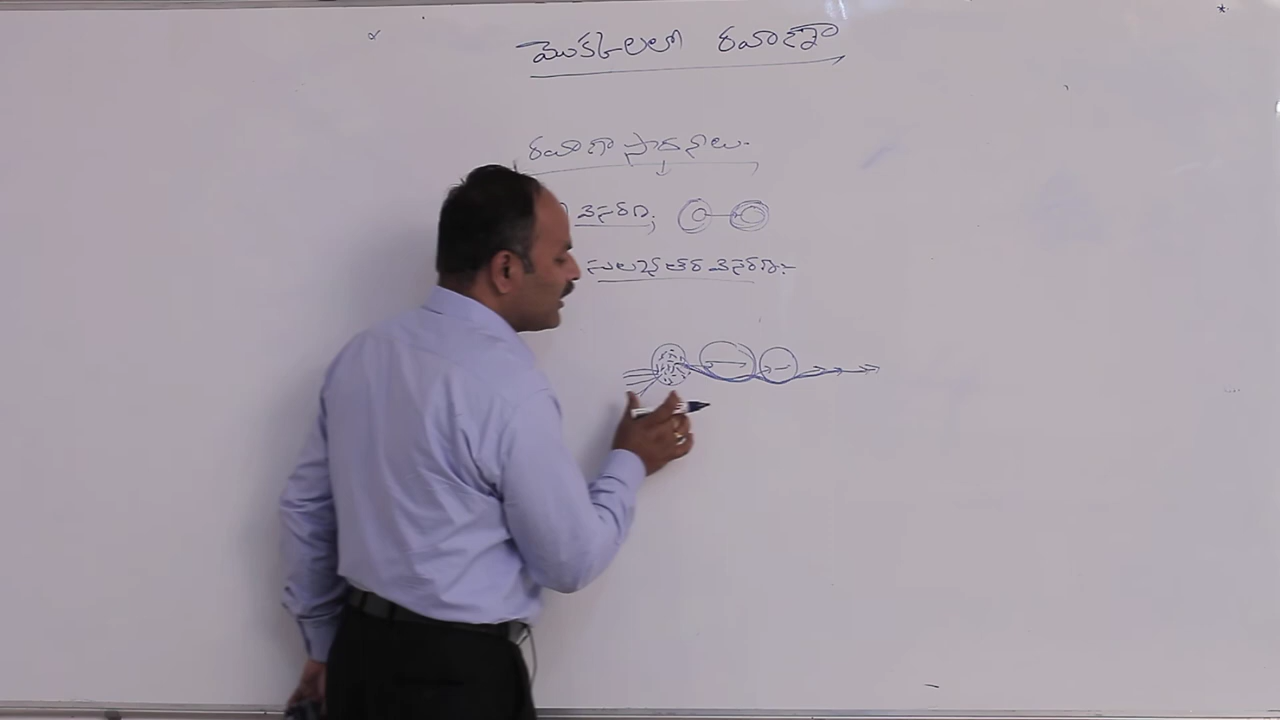 మొక్కలలో రవాణా
రవాణా సాధనాలు.
విసరణ;
సులభతర విసరణ:-